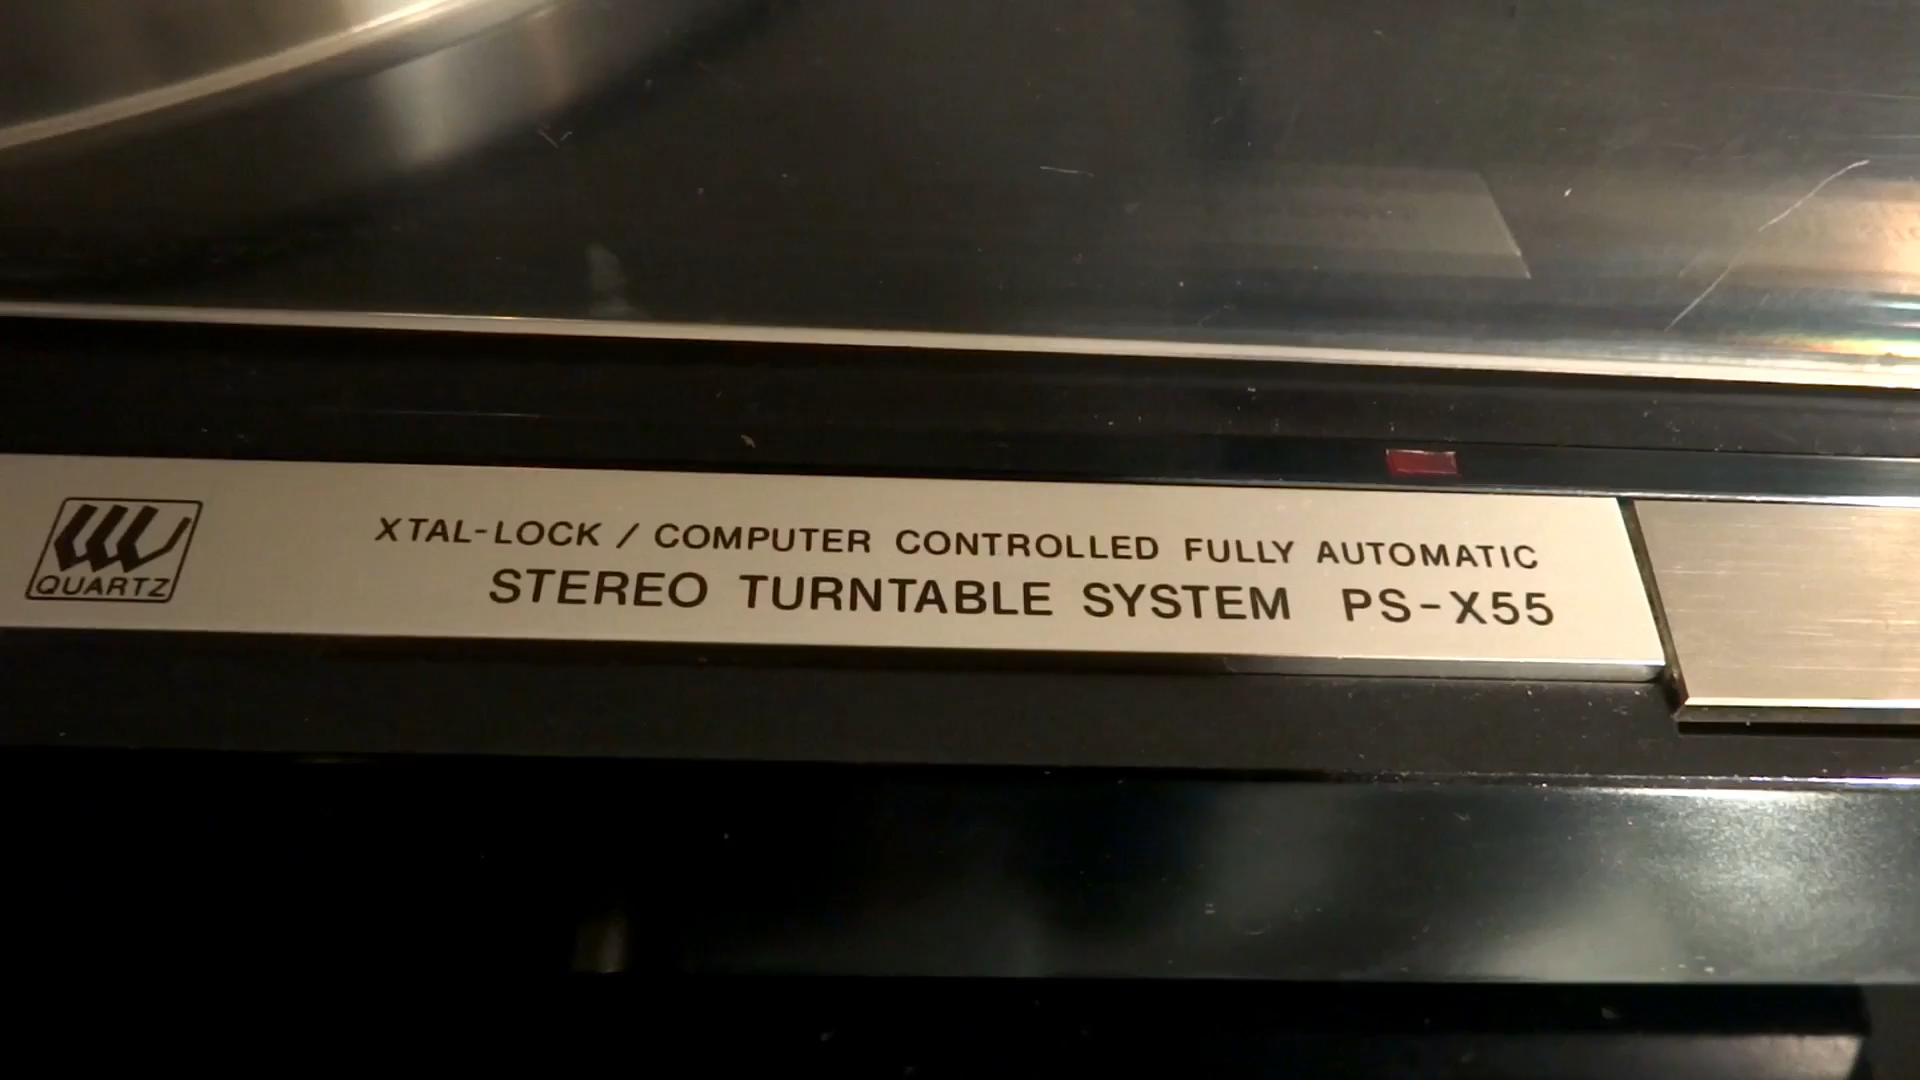 XTAL-LOCK / COMPUTER CONTROLLED FULLY AUTOMATIC
STEREO TURNTABLE SYSTEM PS-X55
QUARTZ